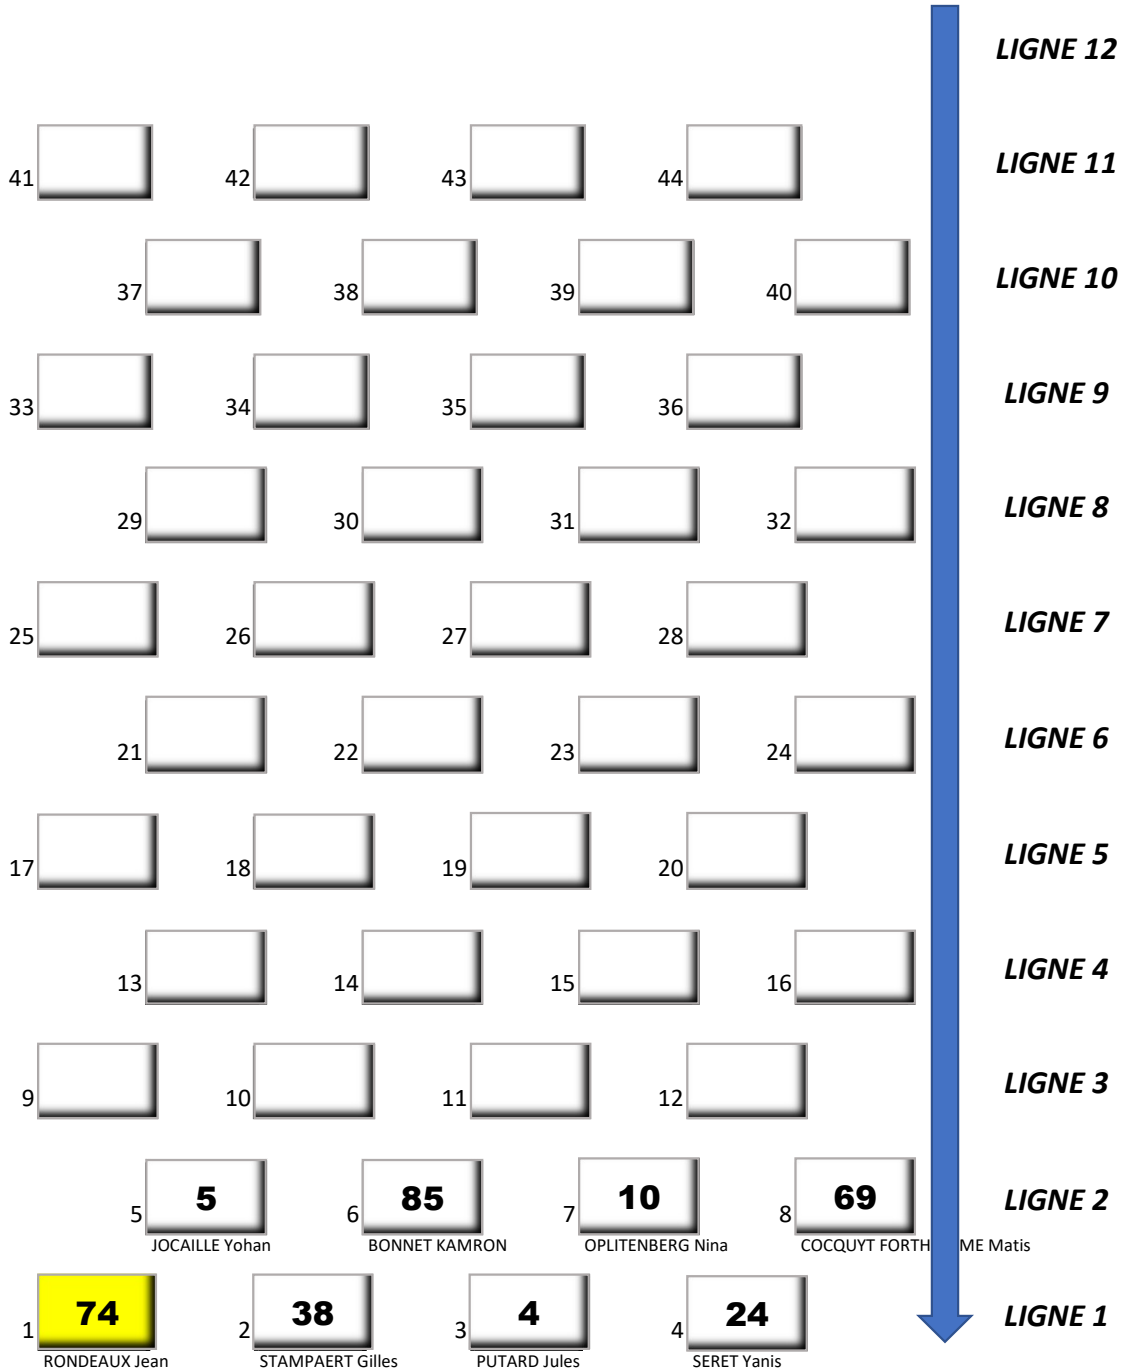 LIGNE 12
41 42 43 44 LIGNE 11
37 38 39 40 LIGNE 10
33 34 35 36 LIGNE 9
29 30 31 32 LIGNE 8
25 26 27 28 LIGNE 7
21 22 23 24 LIGNE 6
17 18 19 20 LIGNE 5
13 14 15 16 LIGNE 4
9 10 11 12 LIGNE 3
5 5 6 85 7 10 8 69 LIGNE 2
JOCAILLE Yohan BONNET KAMRON OPLITENBERG Nina COCQUYT Matis
1 74 2 38 3 4 4 24 LIGNE 1
RONDEAUX Jean STAMPAERT Gilles PUTARD Jules SERET Yanis